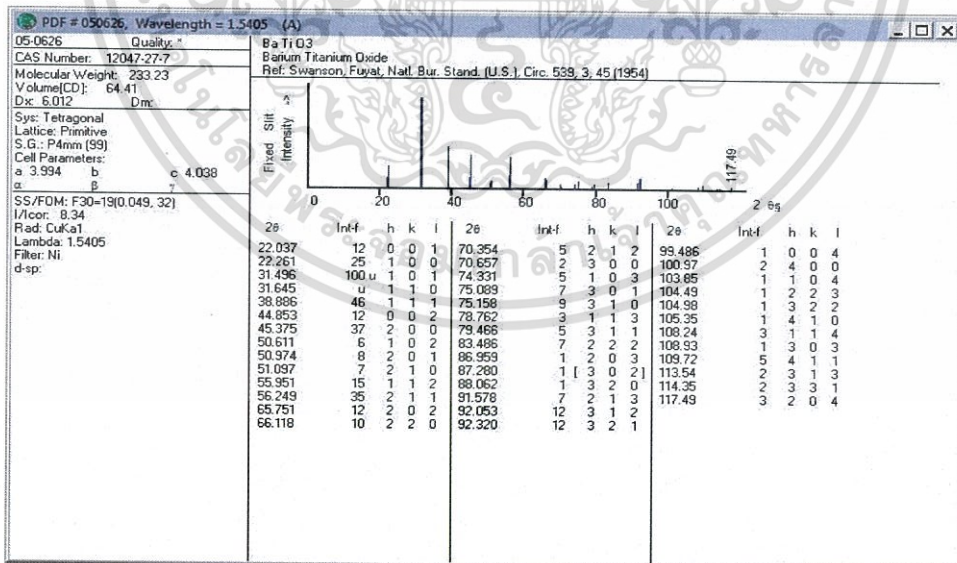 PDF # 050626, Wavelength = 1.5405 (A)
05-0626 Quality: *
CAS Number: 12047-27-7
Molecular Weight: 233.23
Volume[CD]: 64.41
Dx: 6.012 Dm:
Sys: Tetragonal
Lattice: Primitive
S.G.: P4mm (99)
Cell Parameters:
a 3.994 b c 4.038
α β γ
SS/FOM: F30=19(0.049, 32)
I/Icor: 8.34
Rad: CuKa1
Lambda: 1.5405
Filter: Ni
d-sp:
Ba Ti O3
Barium Titanium Oxide
Ref: Swanson, Fuyat, Natl. Bur. Stand. (U.S.), Circ. 539, 3, 45 (1954)
Fixed Slit
Intensity ->
117.49
0 20 40 60 80 100 2 θ§
2θ Int-f h k l
22.037 12 0 0 1
22.261 25 1 0 0
31.496 100 u 1 0 1
31.645 u 1 1 0
38.886 46 1 1 1
44.853 12 0 0 2
45.375 37 2 0 0
50.611 6 1 0 2
50.974 8 2 0 1
51.097 7 2 1 0
55.951 15 1 1 2
56.249 35 2 1 1
65.751 12 2 0 2
66.118 10 2 2 0
2θ Int-f h k l
70.354 5 2 1 2
70.657 2 3 0 0
74.331 5 1 0 3
75.089 7 3 0 1
75.158 9 3 1 0
78.762 3 1 1 3
79.466 5 3 1 1
83.486 7 2 2 2
86.959 1 2 0 3
87.280 1 [ 3 0 2]
88.062 1 3 2 0
91.578 7 2 1 3
92.053 12 3 1 2
92.320 12 3 2 1
2θ Int-f h k l
99.486 1 0 0 4
100.97 2 4 0 0
103.85 1 1 0 4
104.49 1 2 2 3
104.98 1 3 2 2
105.35 1 4 1 0
108.24 3 1 1 4
108.93 1 3 0 3
109.72 5 4 1 1
113.54 2 3 1 3
114.35 2 3 3 1
117.49 3 2 0 4